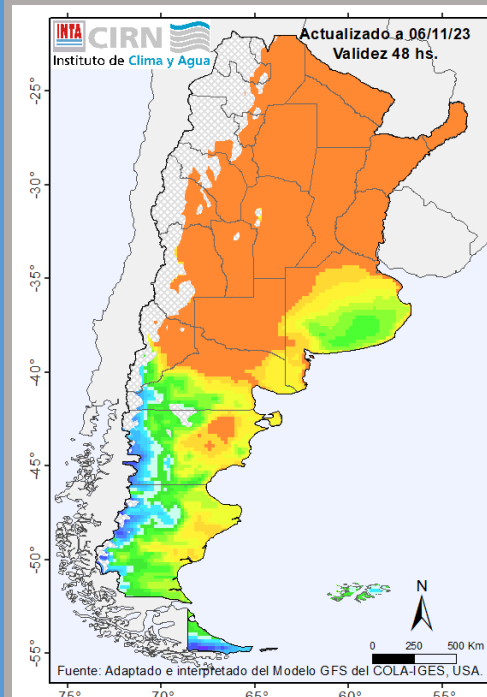 INTA CIRN
Instituto de Clima y Agua
Actualizado a 06/11/23
Validez 48 hs.
-25°
-30°
-35°
-40°
-45°
-50°
-55°
N
0 250 500 Km
Fuente: Adaptado e interpretado del Modelo GFS del COLA-IGES, USA.
-75° -70° -65° -60° -55°